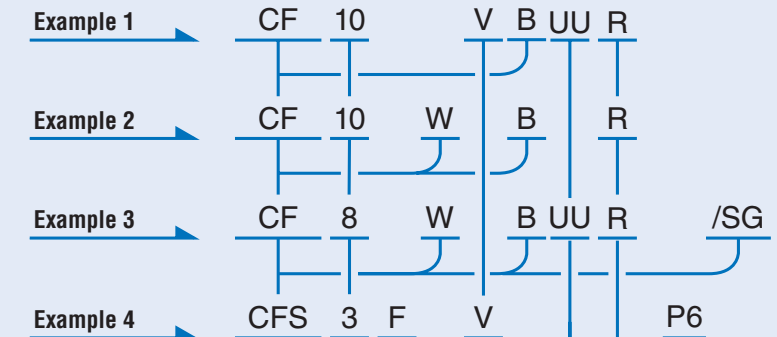 Example 1 CF 10 V B UU R
Example 2 CF 10 W B R
Example 3 CF 8 W B UU R /SG
Example 4 CFS 3 F V P6